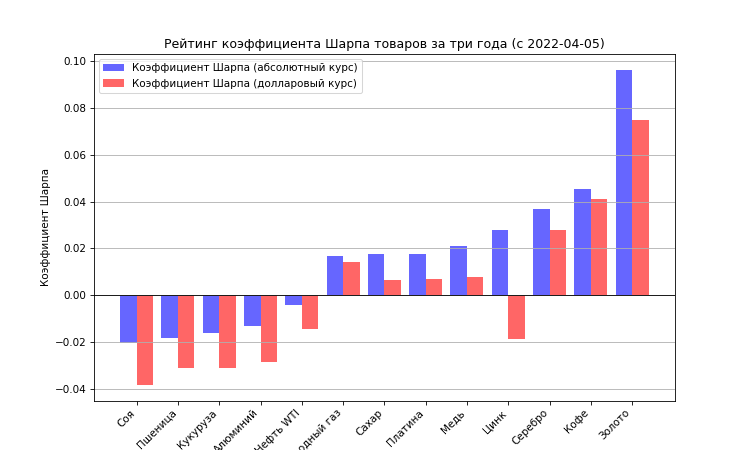 Рейтинг коэффициента Шарпа товаров за три года (с 2022-04-05)
Коэффициент Шарпа (абсолютный курс)
Коэффициент Шарпа (долларовый курс)
Коэффициент Шарпа
0.10
0.08
0.06
0.04
0.02
0.00
−0.02
−0.04
Соя
Пшеница
Кукуруза
Алюминий
Нефть WTI
одный газ
Сахар
Платина
Медь
Цинк
Серебро
Кофе
Золото